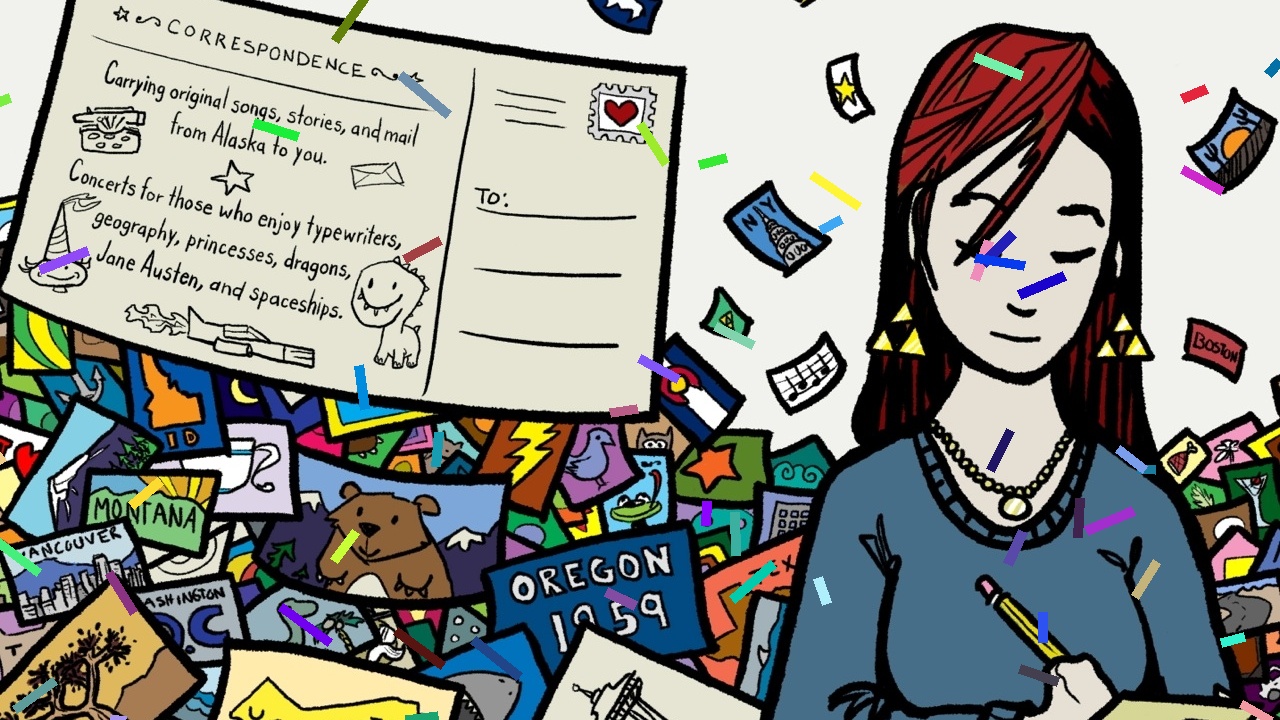 CORRESPONDENCE
Carrying original songs, stories, and mail
from Alaska to you.
Concerts for those who enjoy typewriters,
geography, princesses, dragons,
Jane Austen, and spaceships.
TO:
NY
BOSTON
ID
MONTANA
VANCOUVER
WASHINGTON
DC
OREGON
1959